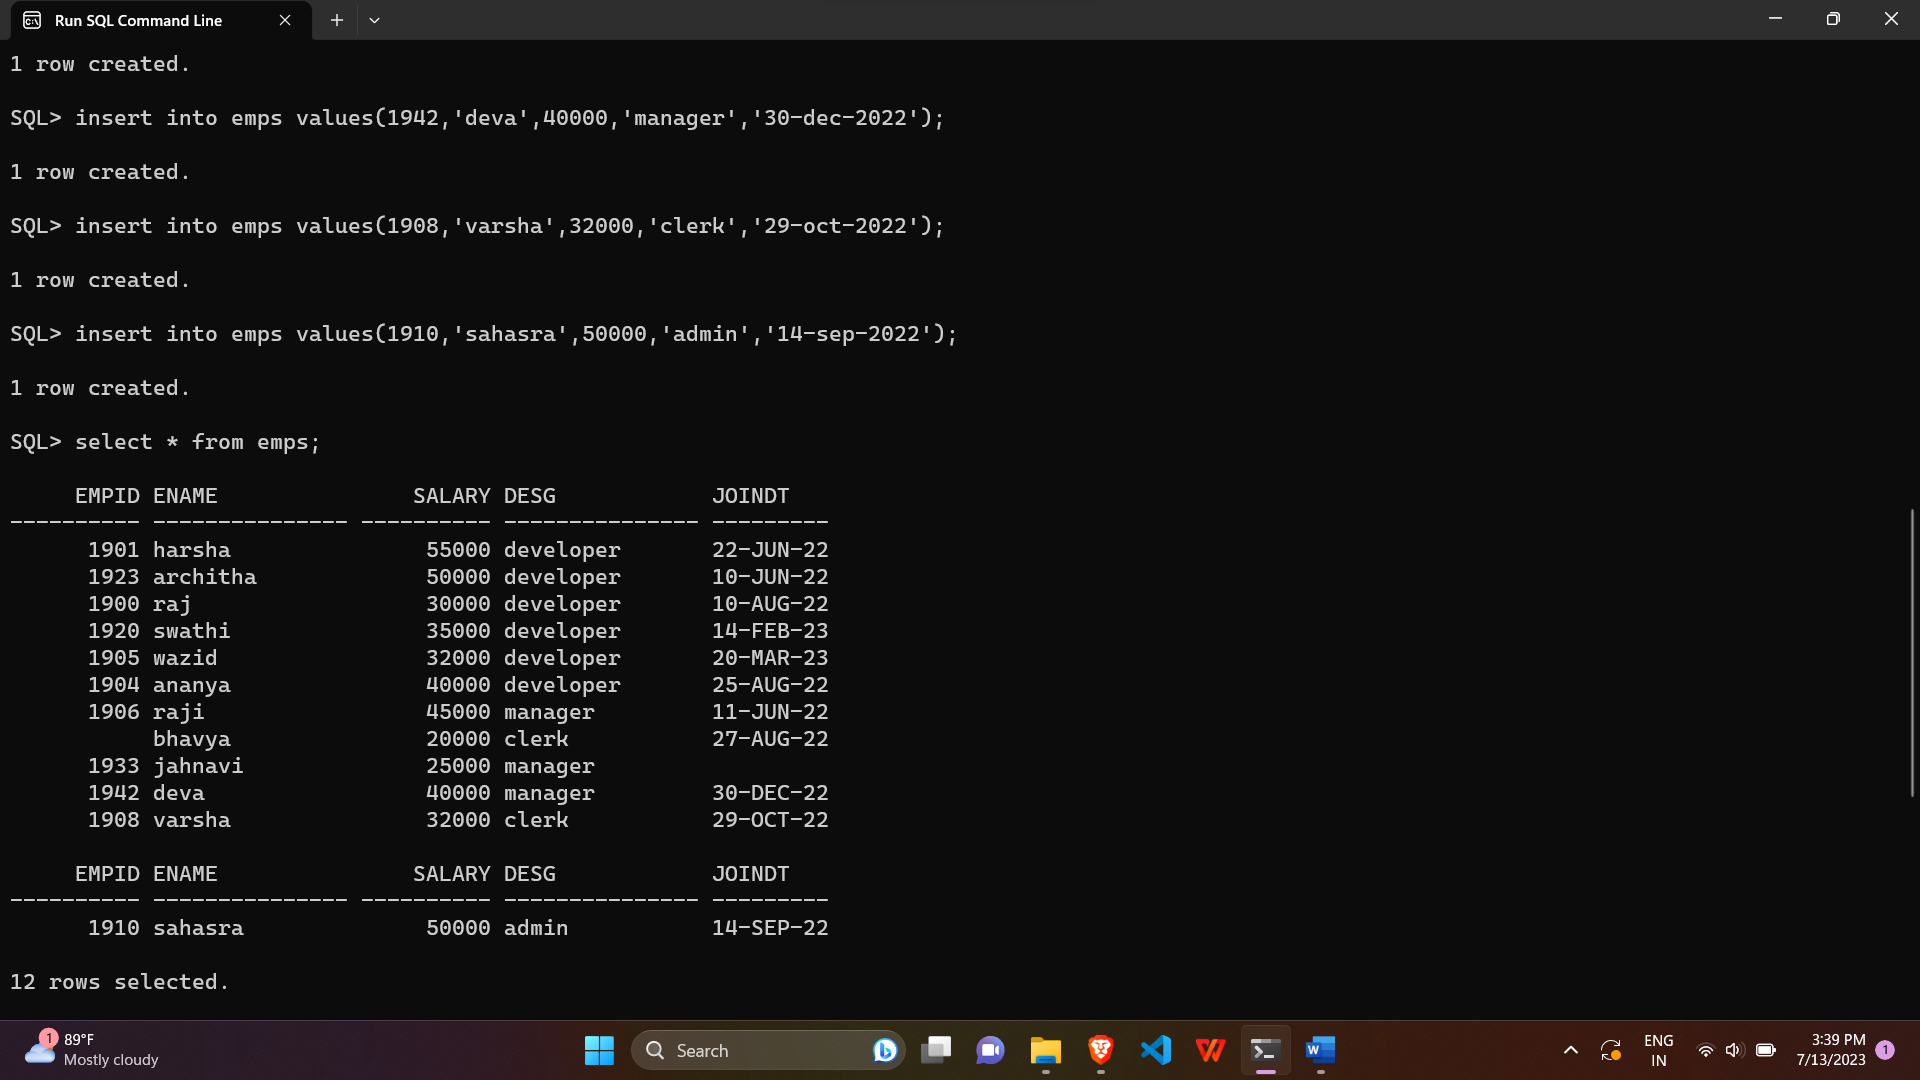 Run SQL Command Line
1 row created.
SQL> insert into emps values(1942,'deva',40000,'manager','30-dec-2022');
1 row created.
SQL> insert into emps values(1908,'varsha',32000,'clerk','29-oct-2022');
1 row created.
SQL> insert into emps values(1910,'sahasra',50000,'admin','14-sep-2022');
1 row created.
SQL> select * from emps;
EMPID ENAME SALARY DESG JOINDT
---------- --------------- ---------- --------------- ---------
1901 harsha 55000 developer 22-JUN-22
1923 architha 50000 developer 10-JUN-22
1900 raj 30000 developer 10-AUG-22
1920 swathi 35000 developer 14-FEB-23
1905 wazid 32000 developer 20-MAR-23
1904 ananya 40000 developer 25-AUG-22
1906 raji 45000 manager 11-JUN-22
bhavya 20000 clerk 27-AUG-22
1933 jahnavi 25000 manager
1942 deva 40000 manager 30-DEC-22
1908 varsha 32000 clerk 29-OCT-22
EMPID ENAME SALARY DESG JOINDT
---------- --------------- ---------- --------------- ---------
1910 sahasra 50000 admin 14-SEP-22
12 rows selected.
1
89°F
Mostly cloudy
Search
ENG
IN
3:39 PM
7/13/2023
1